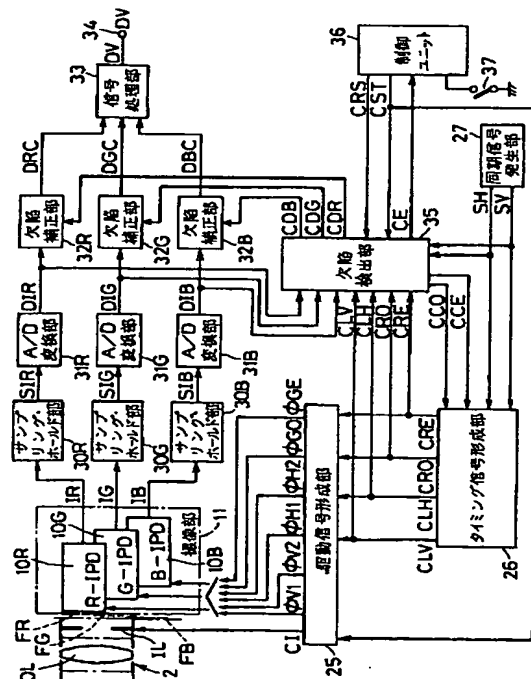 34
DV
DV
33
信号
処理部
DRC
DGC
DBC
欠陥
補正部
32R
欠陥
補正部
32G
欠陥
補正部
32B
CDB
CDG
CDR
DIR
DIG
DIB
A/D
変換部
31R
A/D
変換部
31G
A/D
変換部
31B
SIR
SIG
SIB
サンプ
リング・
ホールド部
30R
サンプ
リング・
ホールド部
30G
サンプ
リング・
ホールド部
30B
IR
IG
IB
10R
R-IPD
10G
G-IPD
B-IPD
10B
撮像部
11
FR
FG
IL
FB
2
36
制御
ユニット
37
CRS
CST
CE
27
同期信号
発生部
SH
SV
35
欠陥
検出部
CLV
CLH
CRO
CRE
CCO
CCE
駆動信号形成部
25
CI
ΦV1
ΦV2
ΦH1
ΦH2
ΦGO
ΦGE
CLV
CLH
CRO
CRE
タイミング信号形成部
26